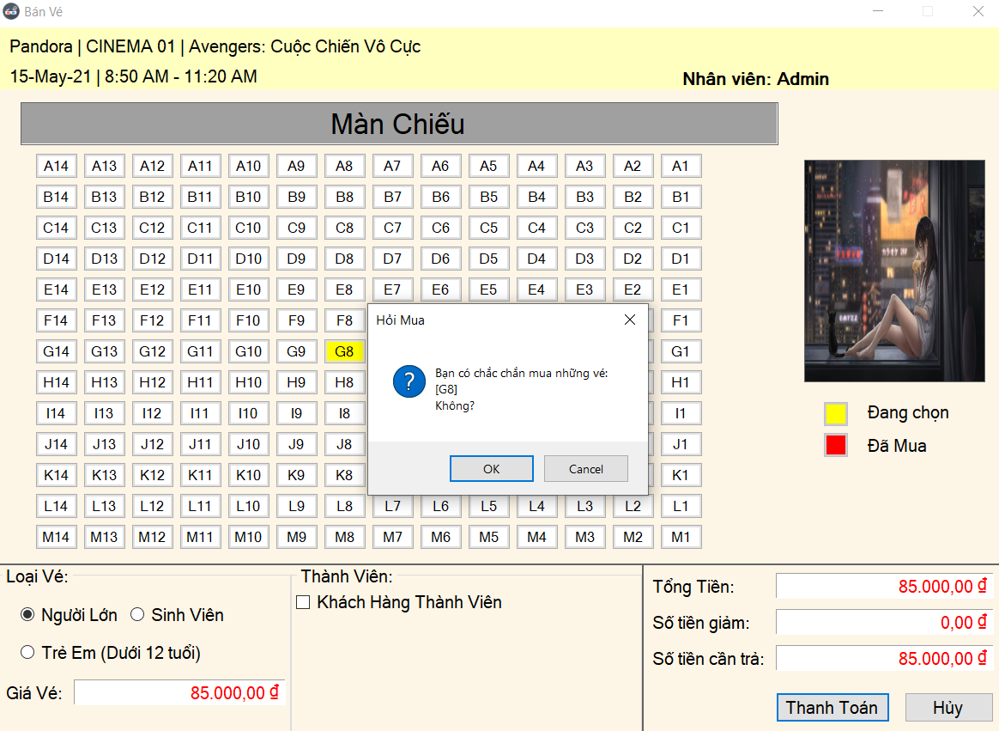 Bán Vé
Pandora | CINEMA 01 | Avengers: Cuộc Chiến Vô Cực
15-May-21 | 8:50 AM - 11:20 AM
Nhân viên: Admin
Màn Chiếu
A14 A13 A12 A11 A10 A9 A8 A7 A6 A5 A4 A3 A2 A1
B14 B13 B12 B11 B10 B9 B8 B7 B6 B5 B4 B3 B2 B1
C14 C13 C12 C11 C10 C9 C8 C7 C6 C5 C4 C3 C2 C1
D14 D13 D12 D11 D10 D9 D8 D7 D6 D5 D4 D3 D2 D1
E14 E13 E12 E11 E10 E9 E8 E7 E6 E5 E4 E3 E2 E1
F14 F13 F12 F11 F10 F9 F8 F1
G14 G13 G12 G11 G10 G9 G8 G1
H14 H13 H12 H11 H10 H9 H8 H1
I14 I13 I12 I11 I10 I9 I8 I1
J14 J13 J12 J11 J10 J9 J8 J1
K14 K13 K12 K11 K10 K9 K8 K1
L14 L13 L12 L11 L10 L9 L8 L7 L6 L5 L4 L3 L2 L1
M14 M13 M12 M11 M10 M9 M8 M7 M6 M5 M4 M3 M2 M1
Hỏi Mua
Bạn có chắc chắn mua những vé:
[G8]
Không?
OK Cancel
Đang chọn
Đã Mua
Loại Vé:
Người Lớn Sinh Viên
Trẻ Em (Dưới 12 tuổi)
Giá Vé: 85.000,00 ₫
Thành Viên:
Khách Hàng Thành Viên
Tổng Tiền: 85.000,00 ₫
Số tiền giảm: 0,00 ₫
Số tiền cần trả: 85.000,00 ₫
Thanh Toán Hủy